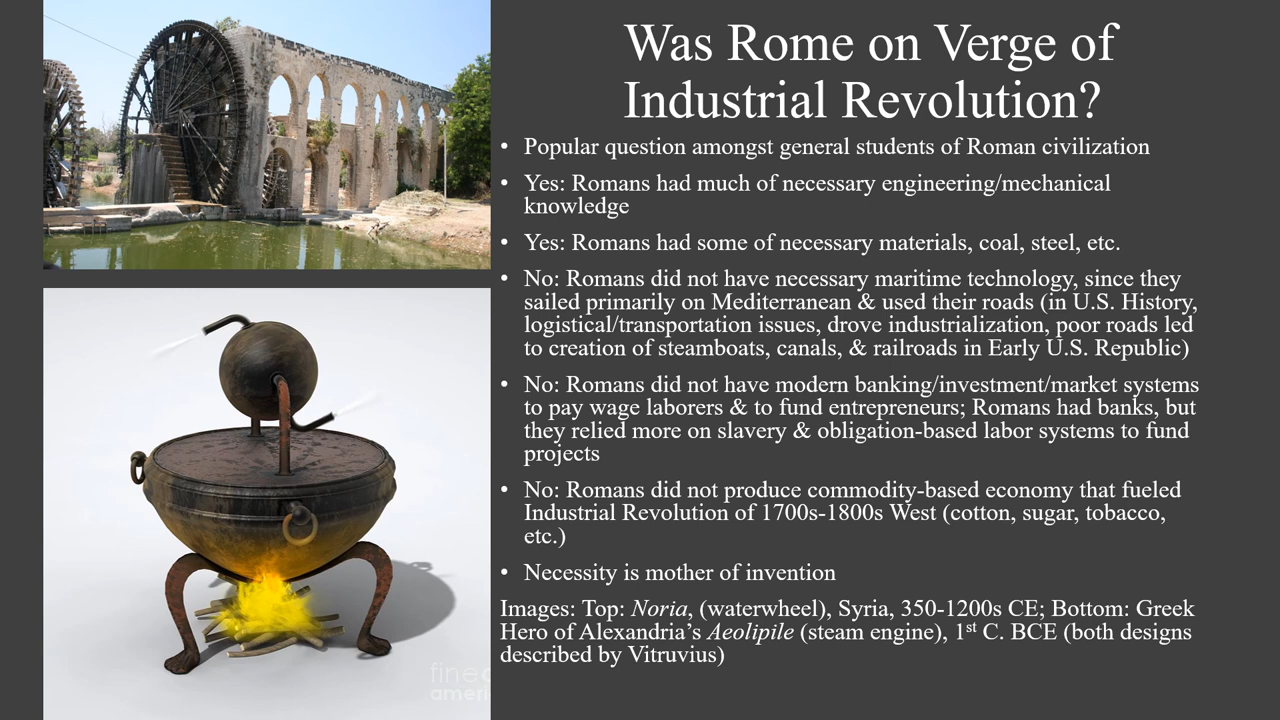 Was Rome on Verge of
Industrial Revolution?
• Popular question amongst general students of Roman civilization
• Yes: Romans had much of necessary engineering/mechanical
knowledge
• Yes: Romans had some of necessary materials, coal, steel, etc.
• No: Romans did not have necessary maritime technology, since they
sailed primarily on Mediterranean & used their roads (in U.S. History,
logistical/transportation issues, drove industrialization, poor roads led
to creation of steamboats, canals, & railroads in Early U.S. Republic)
• No: Romans did not have modern banking/investment/market systems
to pay wage laborers & to fund entrepreneurs; Romans had banks, but
they relied more on slavery & obligation-based labor systems to fund
projects
• No: Romans did not produce commodity-based economy that fueled
Industrial Revolution of 1700s-1800s West (cotton, sugar, tobacco,
etc.)
• Necessity is mother of invention
Images: Top: Noria, (waterwheel), Syria, 350-1200s CE; Bottom: Greek
Hero of Alexandria’s Aeolipile (steam engine), 1st C. BCE (both designs
described by Vitruvius)
fine
ameri